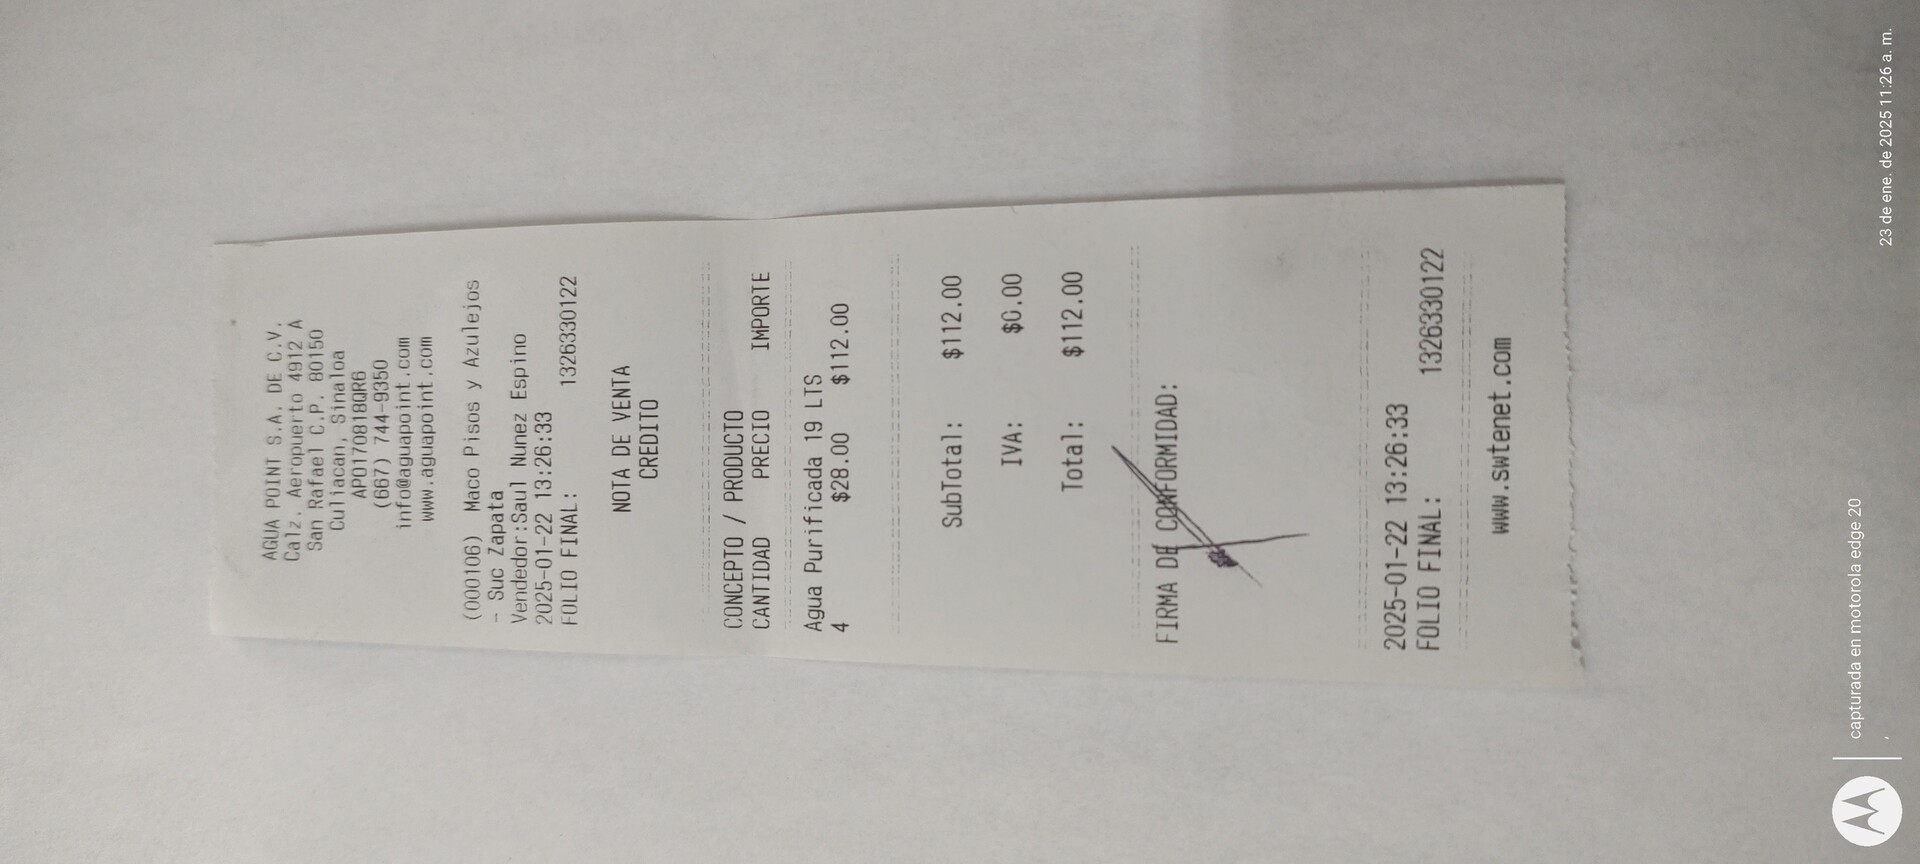 AGUA POINT S.A. DE C.V.
Calz. Aeropuerto 4912 A
San Rafael C.P. 80150
Culiacan, Sinaloa
APO170818QR6
(667) 744-9350
info@aguapoint.com
www.aguapoint.com
(000106) Maco Pisos y Azulejos
- Suc Zapata
Vendedor:Saul Nunez Espino
2025-01-22 13:26:33
FOLIO FINAL: 1326330122
NOTA DE VENTA
CREDITO
CONCEPTO / PRODUCTO
CANTIDAD PRECIO IMPORTE
Agua Purificada 19 LTS
4 $28.00 $112.00
SubTotal: $112.00
IVA: $0.00
Total: $112.00
FIRMA DE CONFORMIDAD:
2025-01-22 13:26:33
FOLIO FINAL: 1326330122
www.swtenet.com
capturada en motorola edge 20
23 de ene. de 2025 11:26 a. m.